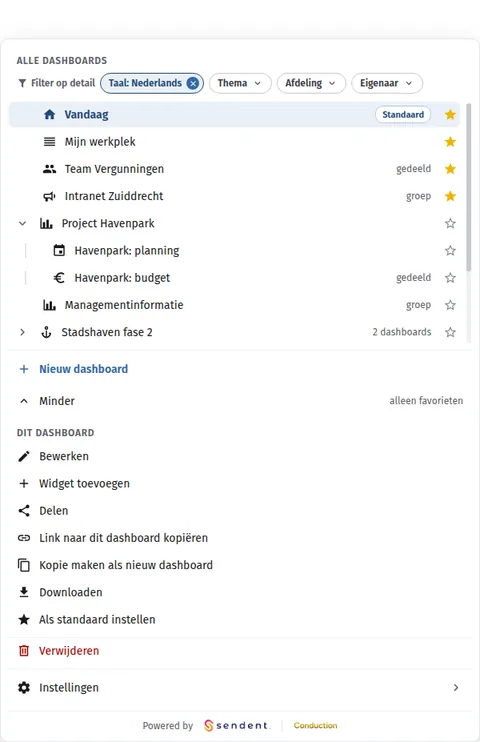 ALLE DASHBOARDS
Filter op detail Taal: Nederlands Thema Afdeling Eigenaar
Vandaag Standaard
Mijn werkplek
Team Vergunningen gedeeld
Intranet Zuiddrecht groep
Project Havenpark
Havenpark: planning
Havenpark: budget gedeeld
Managementinformatie groep
Stadshaven fase 2 2 dashboards
Nieuw dashboard
Minder alleen favorieten
DIT DASHBOARD
Bewerken
Widget toevoegen
Delen
Link naar dit dashboard kopiëren
Kopie maken als nieuw dashboard
Downloaden
Als standaard instellen
Verwijderen
Instellingen
Powered by sendent. Conduction